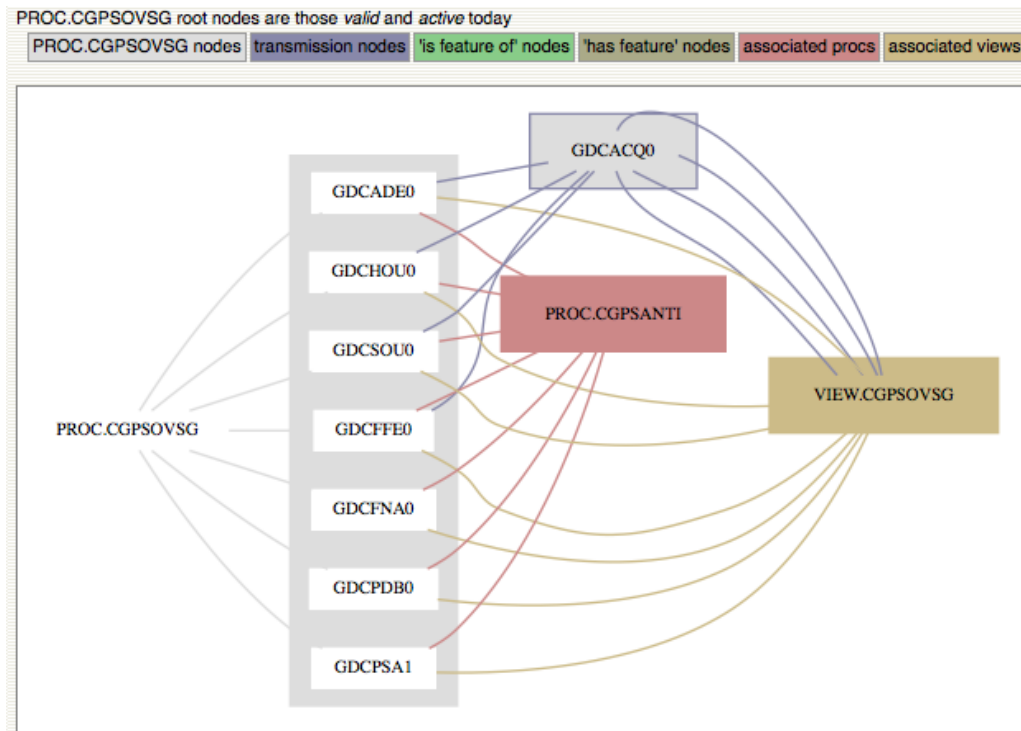 PROC.CGPSOVSG root nodes are those valid and active today
PROC.CGPSOVSG nodes transmission nodes 'is feature of' nodes 'has feature' nodes associated procs associated views
GDCACQ0
GDCADE0
GDCHOU0
PROC.CGPSANTI
GDCSOU0
VIEW.CGPSOVSG
PROC.CGPSOVSG
GDCFFE0
GDCFNA0
GDCPDB0
GDCPSA1